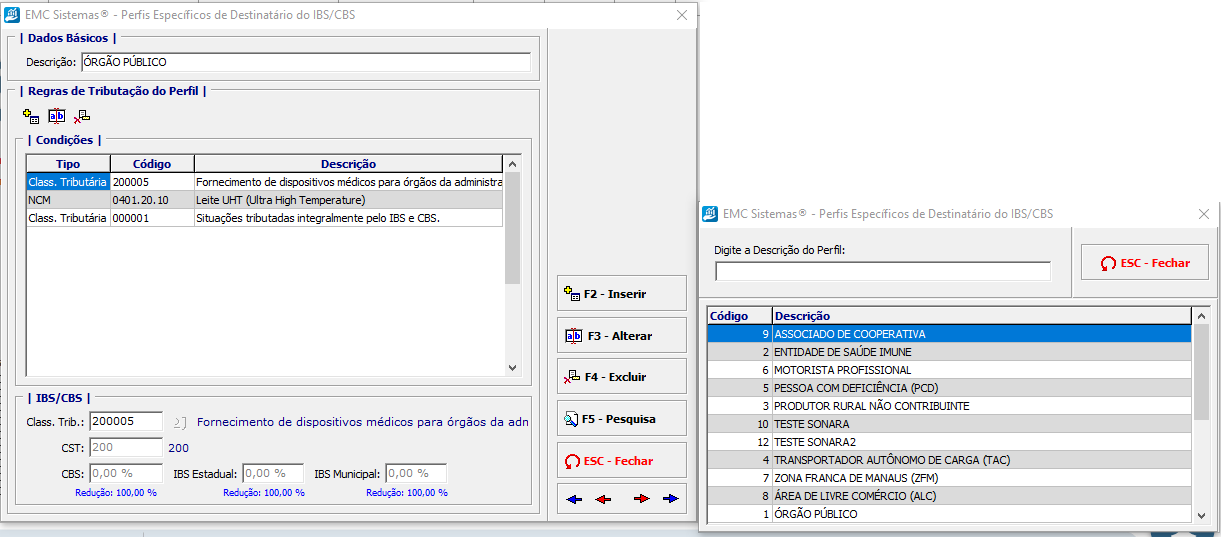 EMC Sistemas® - Perfis Específicos de Destinatário do IBS/CBS
| Dados Básicos |
Descrição: ÓRGÃO PÚBLICO
| Regras de Tributação do Perfil |
| Condições |
Tipo Código Descrição
Class. Tributária 200005 Fornecimento de dispositivos médicos para órgãos da administra
NCM 0401.20.10 Leite UHT (Ultra High Temperature)
Class. Tributária 000001 Situações tributadas integralmente pelo IBS e CBS.
| IBS/CBS |
Class. Trib.: 200005 Fornecimento de dispositivos médicos para órgãos da adn
CST: 200 200
CBS: 0,00 % IBS Estadual: 0,00 % IBS Municipal: 0,00 %
Redução: 100,00 % Redução: 100,00 % Redução: 100,00 %
F2 - Inserir
F3 - Alterar
F4 - Excluir
F5 - Pesquisa
ESC - Fechar
EMC Sistemas® - Perfis Específicos de Destinatário do IBS/CBS
Digite a Descrição do Perfil:
ESC - Fechar
Código Descrição
9 ASSOCIADO DE COOPERATIVA
2 ENTIDADE DE SAÚDE IMUNE
6 MOTORISTA PROFISSIONAL
5 PESSOA COM DEFICIÊNCIA (PCD)
3 PRODUTOR RURAL NÃO CONTRIBUINTE
10 TESTE SONARA
12 TESTE SONARA2
4 TRANSPORTADOR AUTÔNOMO DE CARGA (TAC)
7 ZONA FRANCA DE MANAUS (ZFM)
8 ÁREA DE LIVRE COMÉRCIO (ALC)
1 ÓRGÃO PÚBLICO